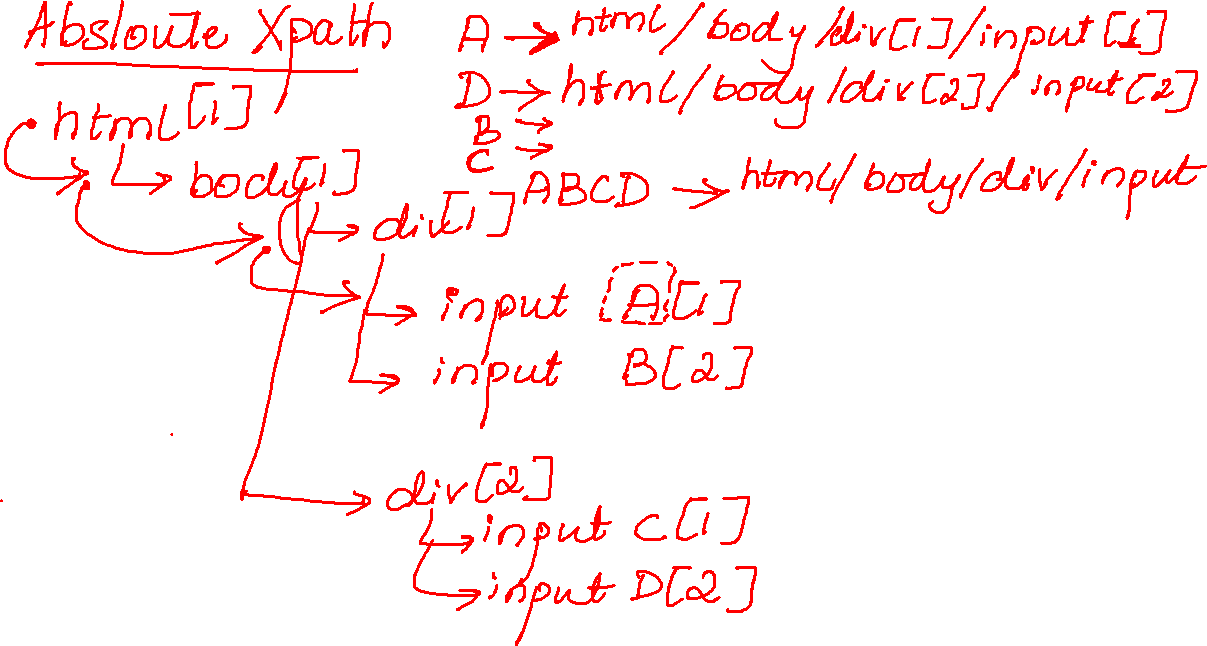 Absloute Xpath
A → html/body/div[1]/input[1]
D → html/body/div[2]/input[2]
B →
C →
ABCD → html/body/div/input
html[1]
body[1]
div[1]
input A[1]
input B[2]
div[2]
input C[1]
input D[2]